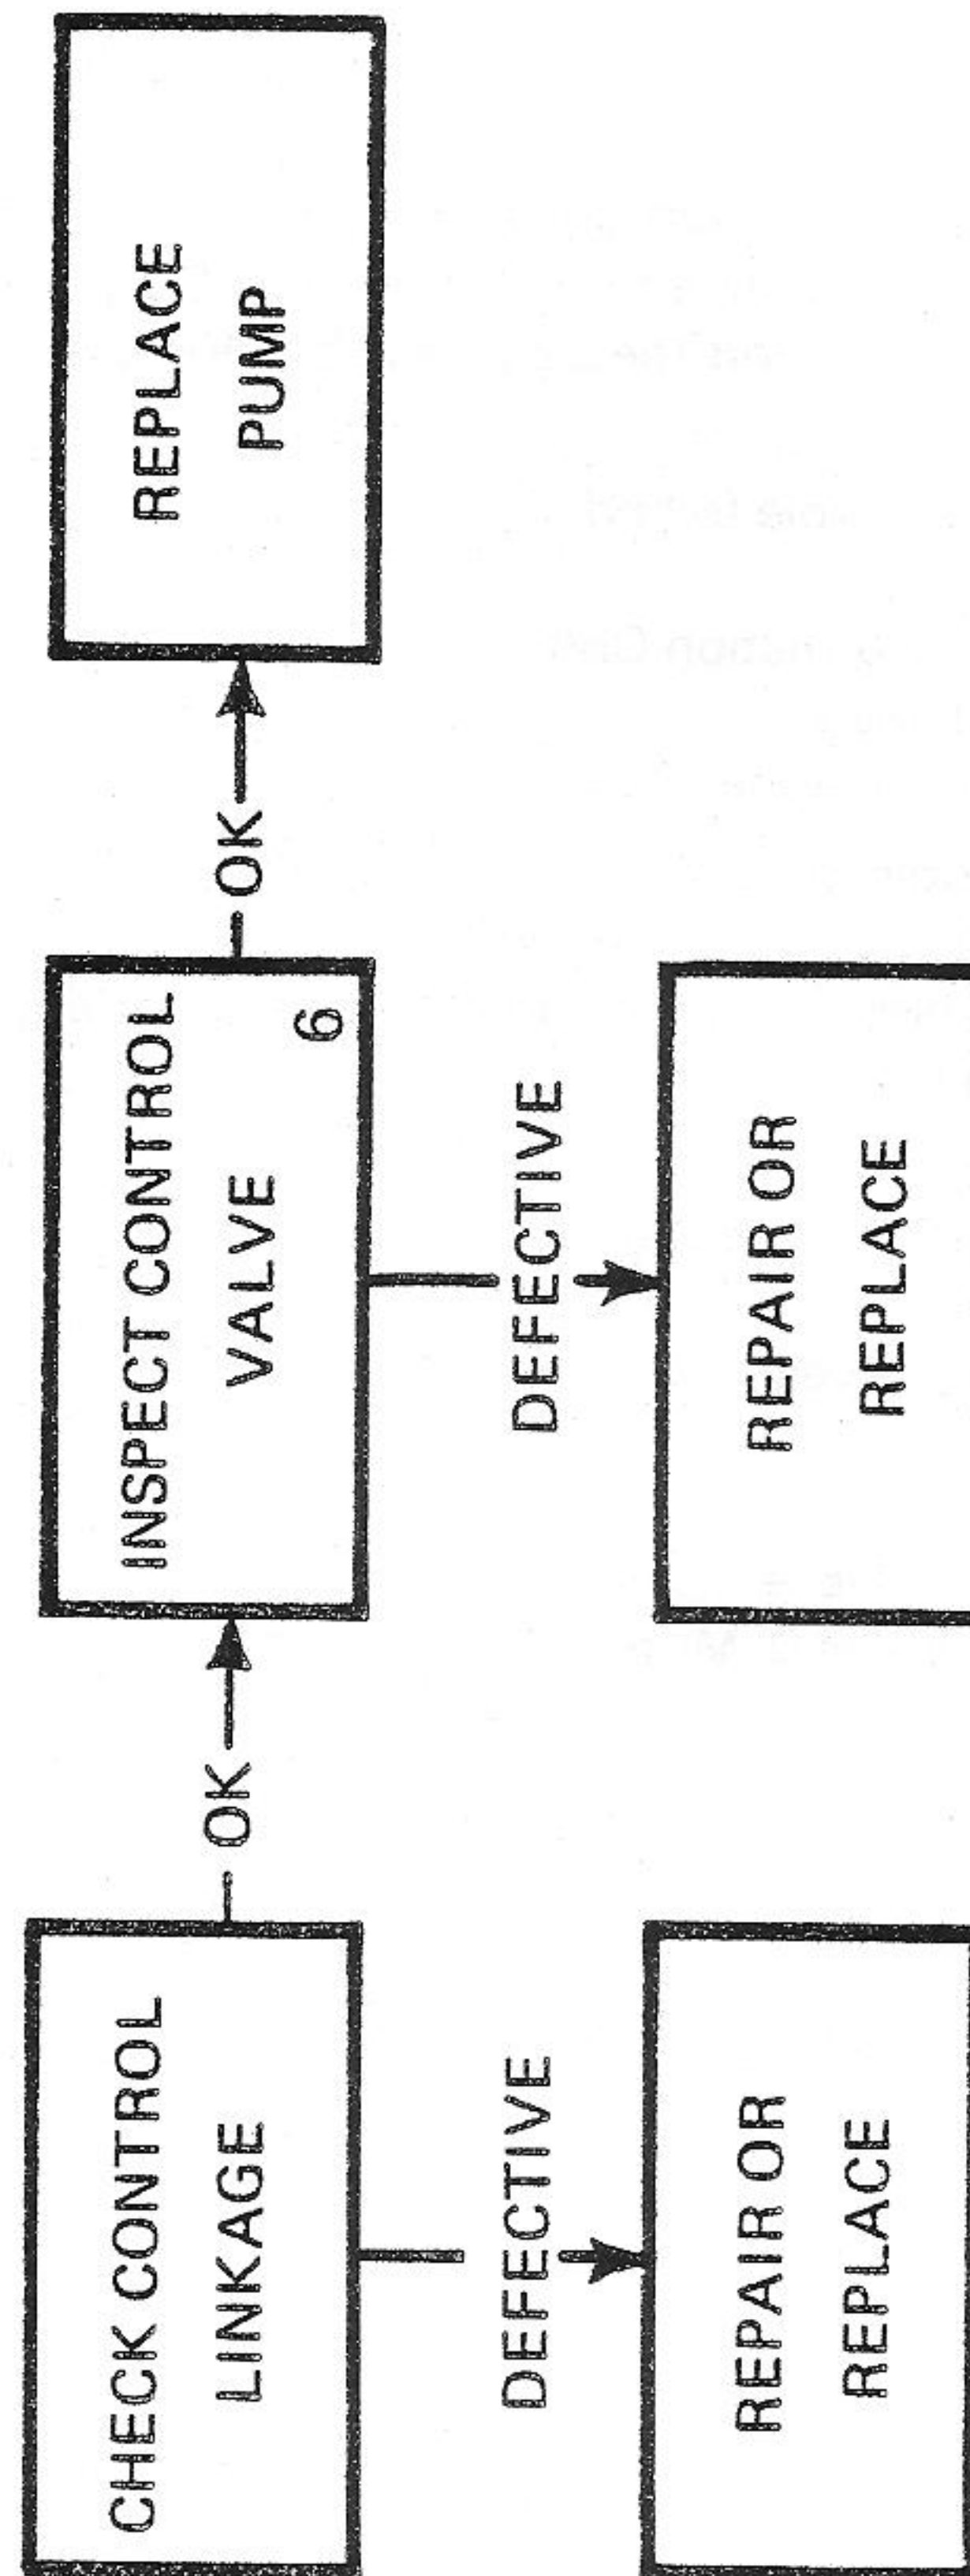 CHECK CONTROL
LINKAGE
OK
INSPECT CONTROL
VALVE
6
OK
REPLACE
PUMP
DEFECTIVE
DEFECTIVE
REPAIR OR
REPLACE
REPAIR OR
REPLACE